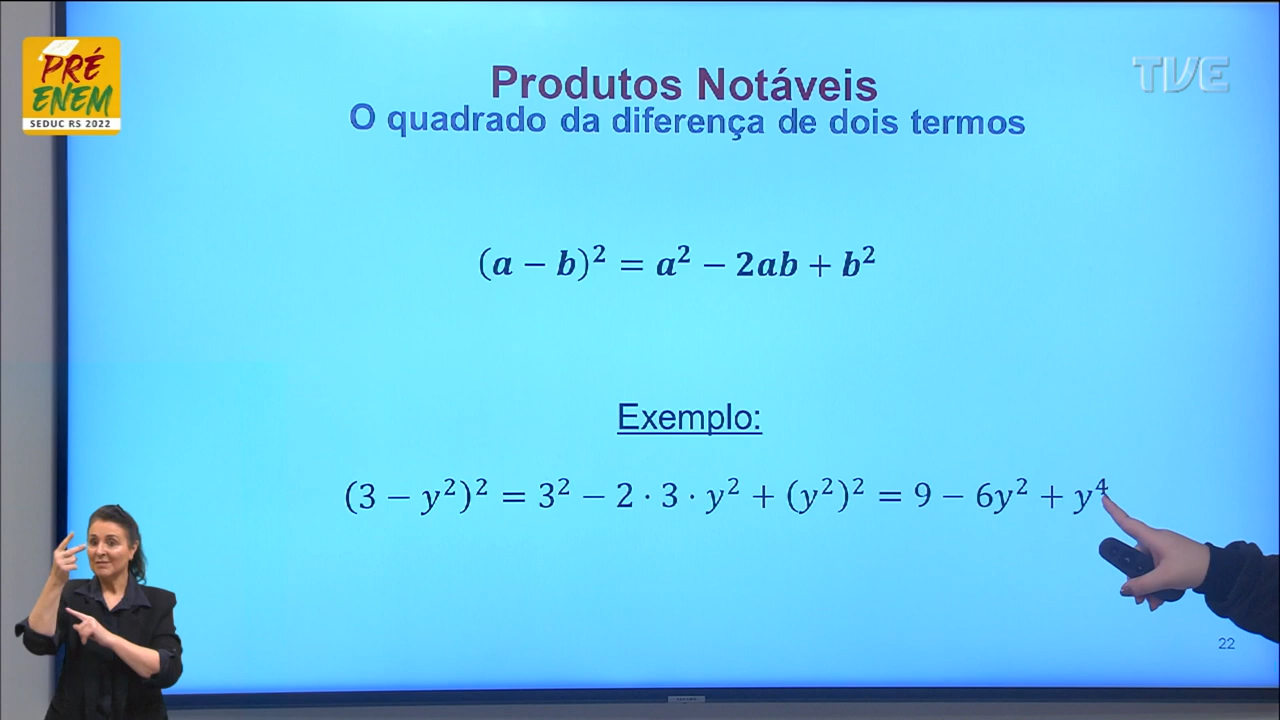 PRÉ
ENEM
SEDUC RS 2022
TVE
Produtos Notáveis
O quadrado da diferença de dois termos
(a − b)² = a² − 2ab + b²
Exemplo:
(3 − y²)² = 3² − 2 · 3 · y² + (y²)² = 9 − 6y² + y⁴
22